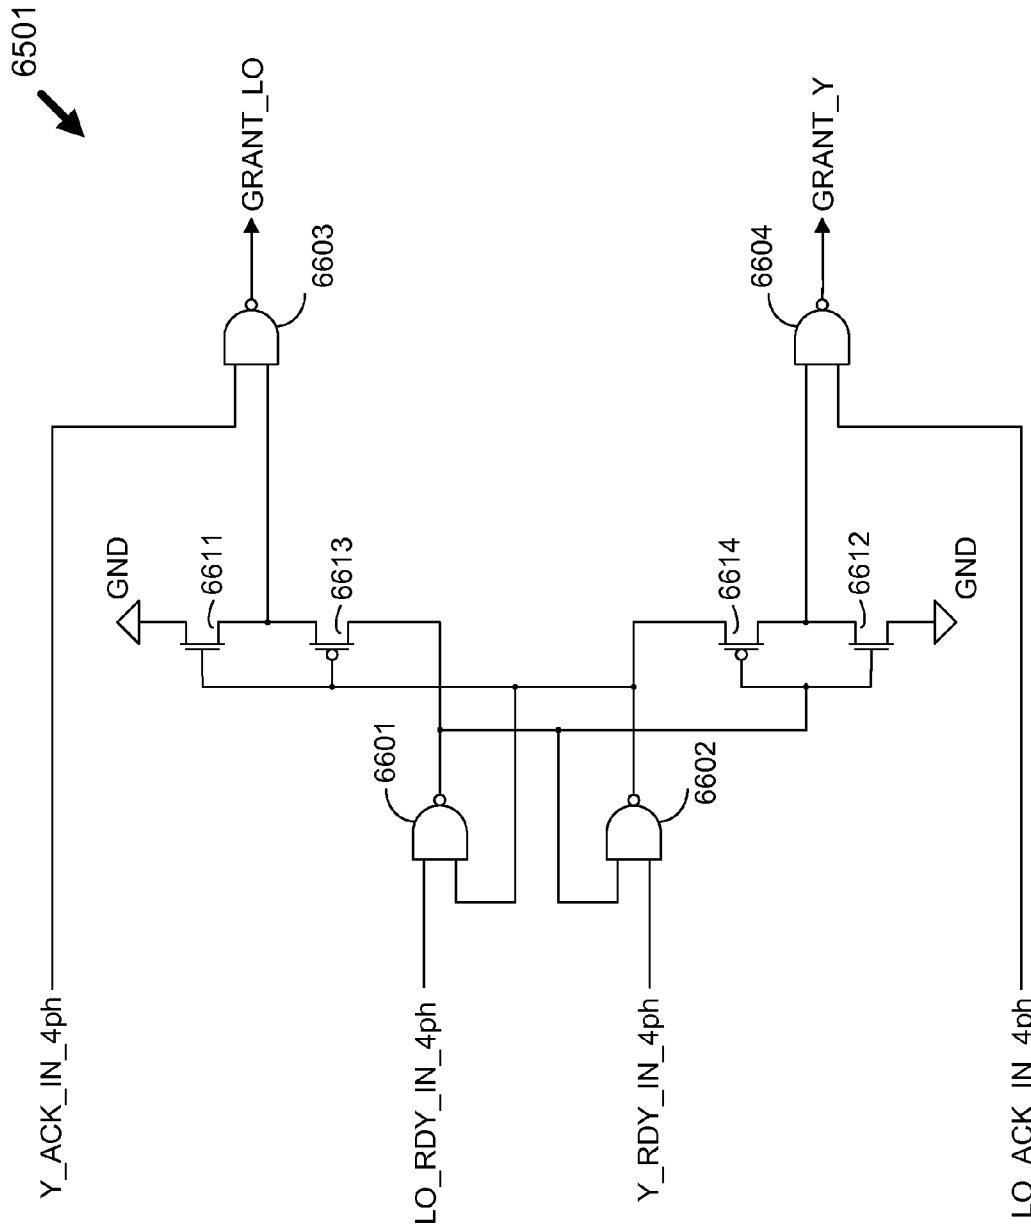 6501
GRANT_LO
GRANT_Y
6603
6604
GND
6611
6613
6614
6612
GND
6601
6602
Y_ACK_IN_4ph
LO_RDY_IN_4ph
Y_RDY_IN_4ph
LO_ACK_IN_4ph